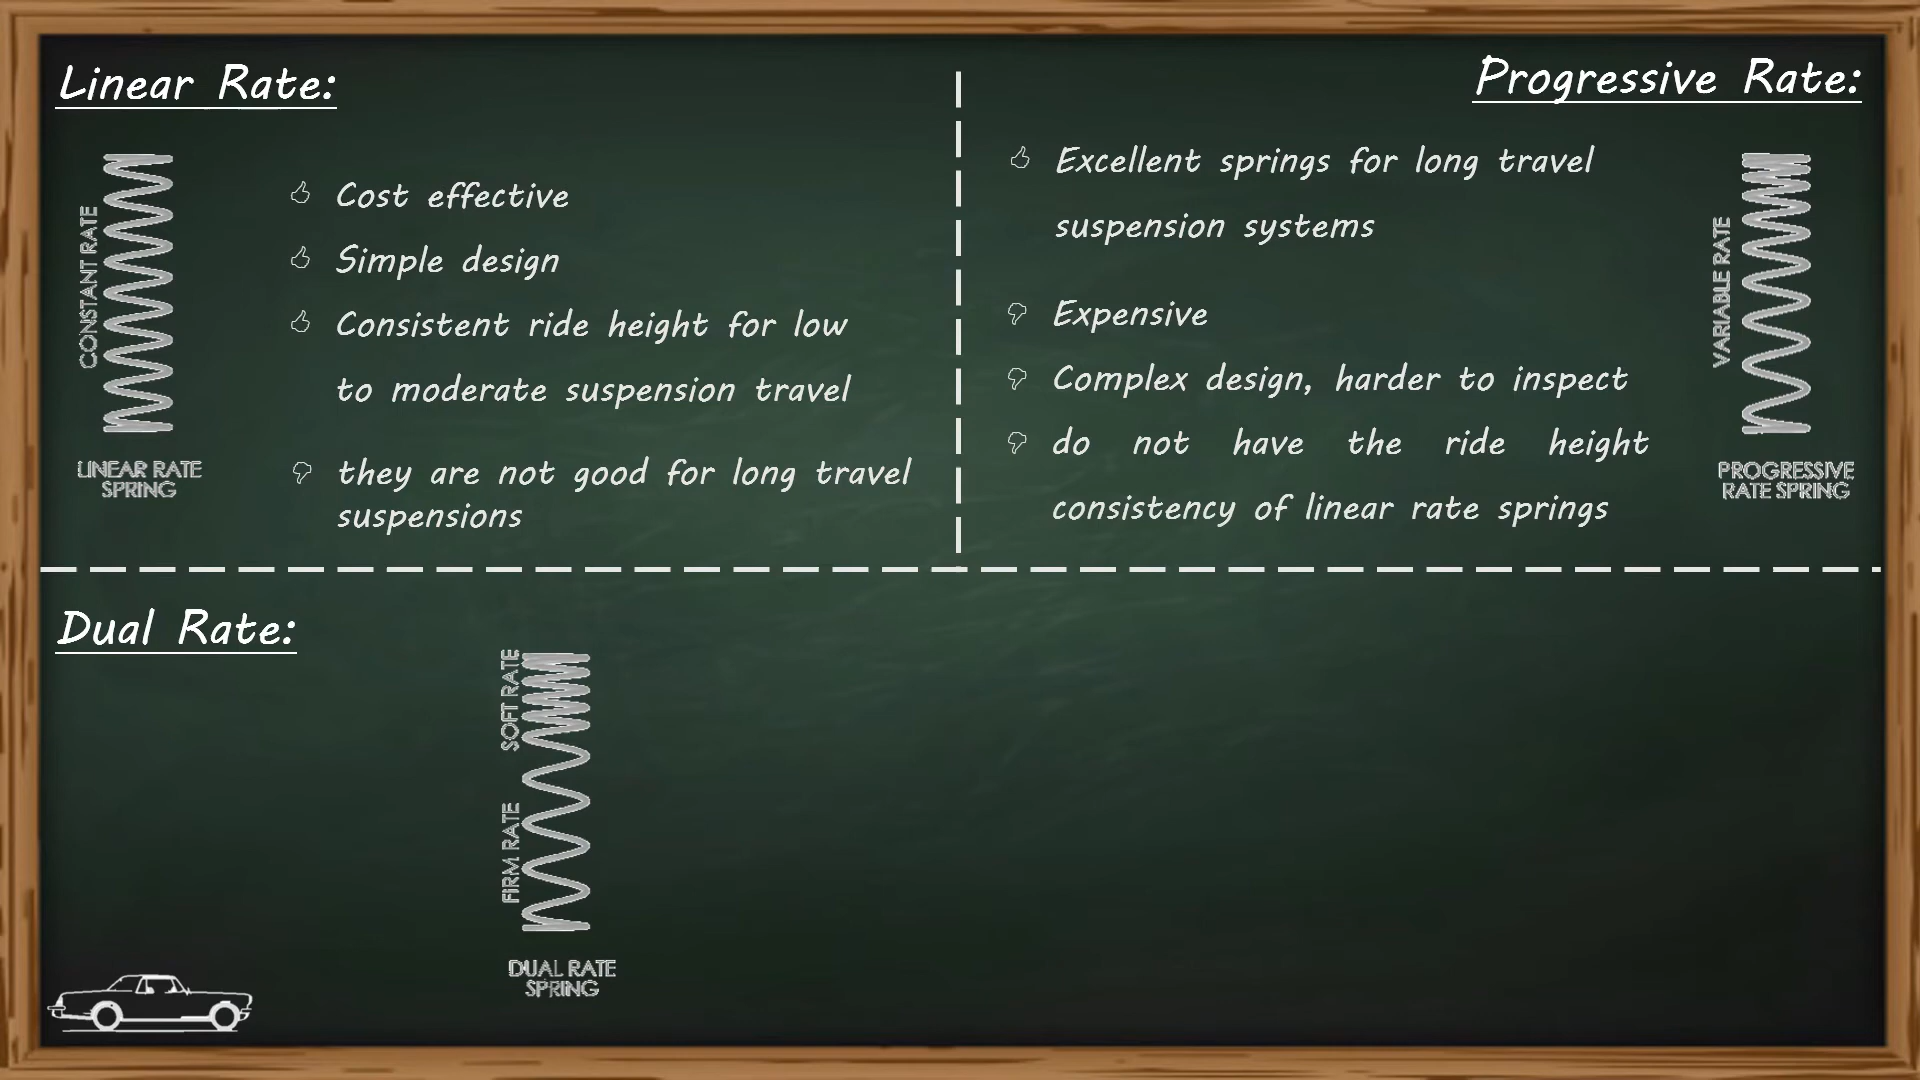 Linear Rate:
CONSTANT RATE
LINEAR RATE
SPRING
Cost effective
Simple design
Consistent ride height for low
to moderate suspension travel
they are not good for long travel
suspensions
Progressive Rate:
Excellent springs for long travel
suspension systems
Expensive
Complex design, harder to inspect
do not have the ride height
consistency of linear rate springs
VARIABLE RATE
PROGRESSIVE
RATE SPRING
Dual Rate:
SOFT RATE
FIRM RATE
DUAL RATE
SPRING